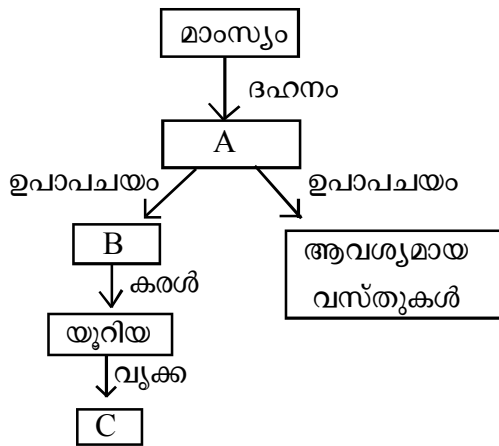 മാംസ്യം
ദഹനം
A
ഉപാപചയം
ഉപാപചയം
B
ആവശ്യമായ
വസ്തുകൾ
കരൾ
യൂറിയ
വൃക്ക
C